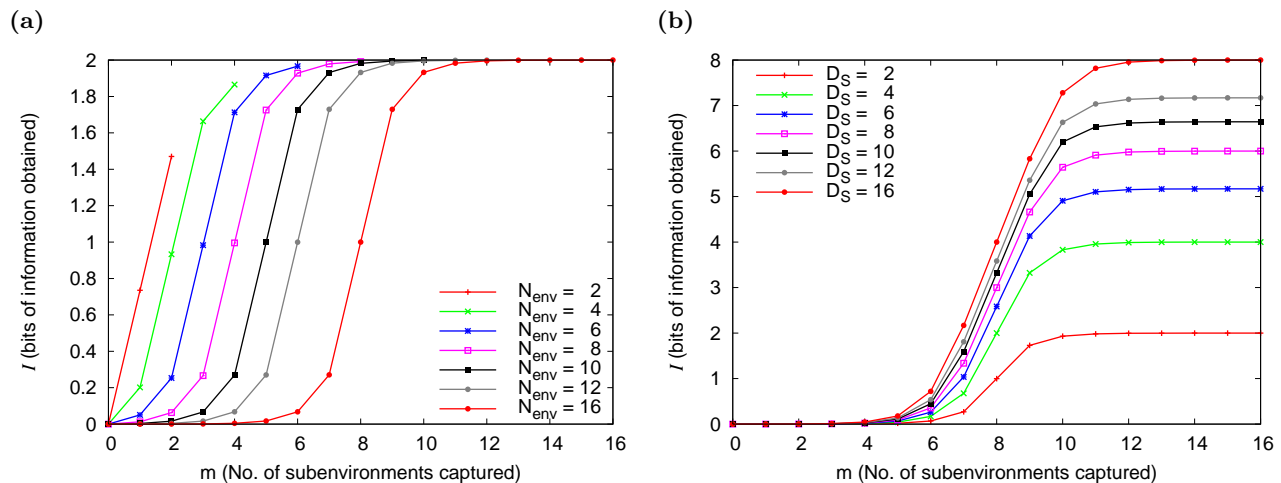 (a)
(b)
I (bits of information obtained)
2
1.8
1.6
1.4
1.2
1
0.8
0.6
0.4
0.2
0
0 2 4 6 8 10 12 14 16
m (No. of subenvironments captured)
N_env = 2
N_env = 4
N_env = 6
N_env = 8
N_env = 10
N_env = 12
N_env = 16
I (bits of information obtained)
8
7
6
5
4
3
2
1
0
0 2 4 6 8 10 12 14 16
m (No. of subenvironments captured)
D_S = 2
D_S = 4
D_S = 6
D_S = 8
D_S = 10
D_S = 12
D_S = 16